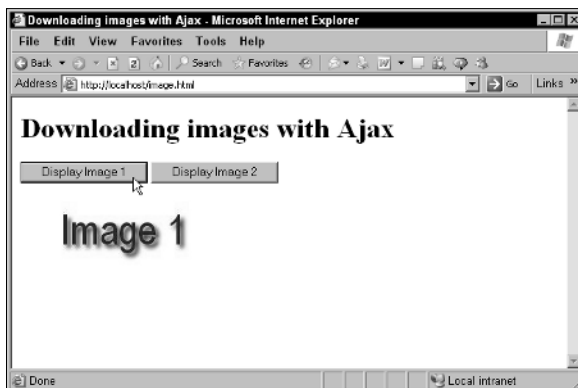 Downloading images with Ajax - Microsoft Internet Explorer
File Edit View Favorites Tools Help
Back Search Favorites
Address http://localhost/image.html Go Links »
Downloading images with Ajax
Display Image 1 Display Image 2
Image 1
Done Local intranet